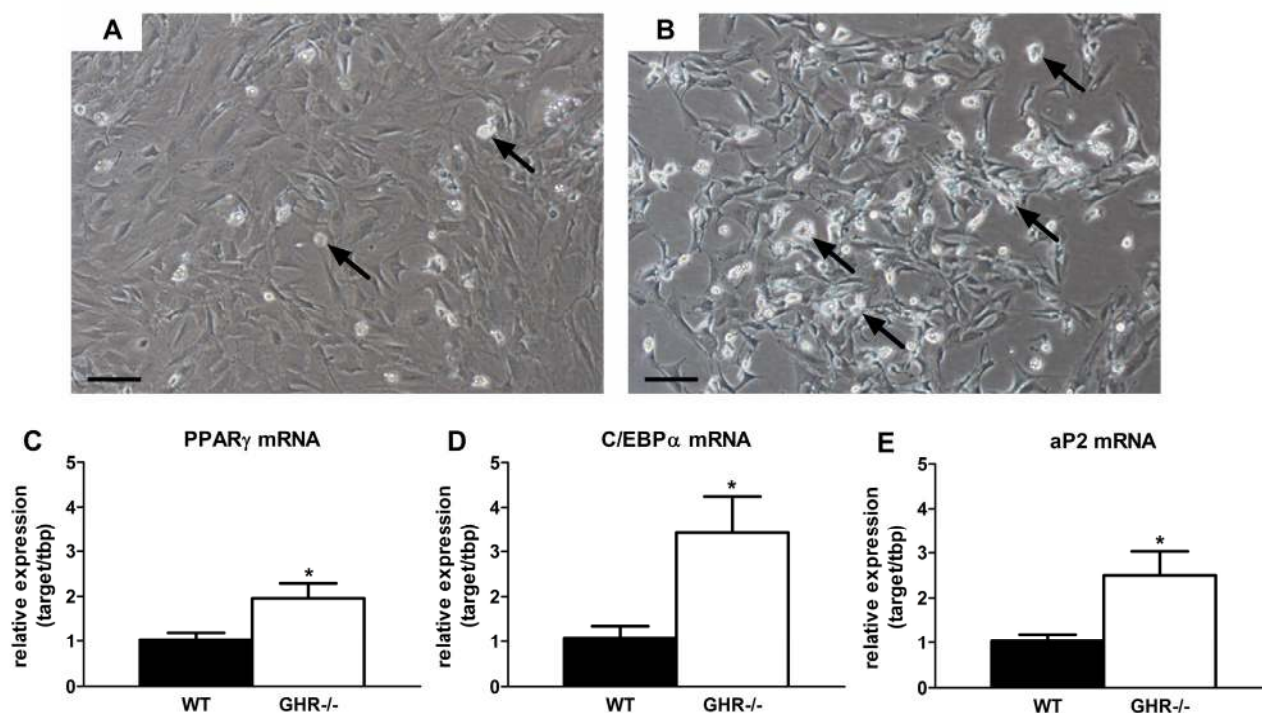 A
B
C
PPARγ mRNA
relative expression
(target/tbp)
5
4
3
2
1
0
*
WT
GHR-/-
D
C/EBPα mRNA
relative expression
(target/tbp)
5
4
3
2
1
0
*
WT
GHR-/-
E
aP2 mRNA
relative expression
(target/tbp)
5
4
3
2
1
0
*
WT
GHR-/-